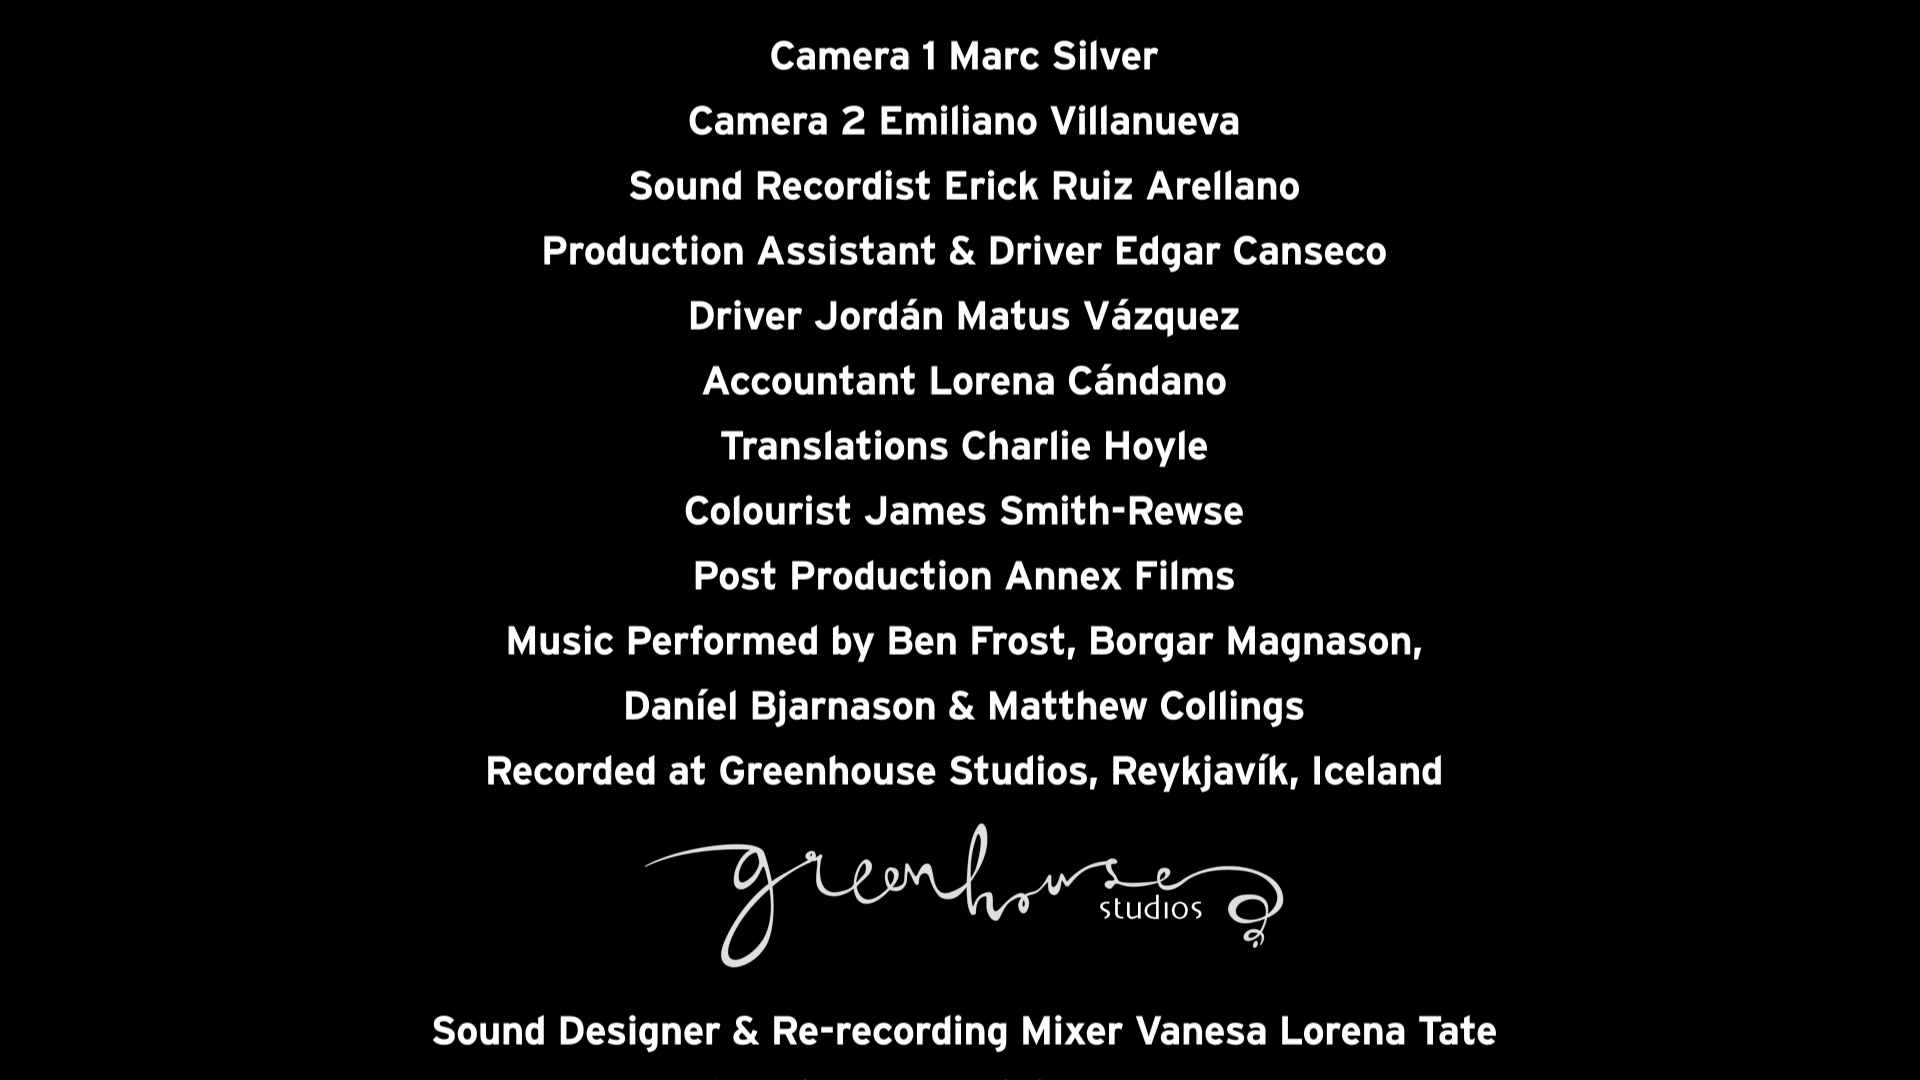 Camera 1 Marc Silver
Camera 2 Emiliano Villanueva
Sound Recordist Erick Ruiz Arellano
Production Assistant & Driver Edgar Canseco
Driver Jordán Matus Vázquez
Accountant Lorena Cándano
Translations Charlie Hoyle
Colourist James Smith-Rewse
Post Production Annex Films
Music Performed by Ben Frost, Borgar Magnason,
Daníel Bjarnason & Matthew Collings
Recorded at Greenhouse Studios, Reykjavík, Iceland
greenhouse
studios
Sound Designer & Re-recording Mixer Vanesa Lorena Tate